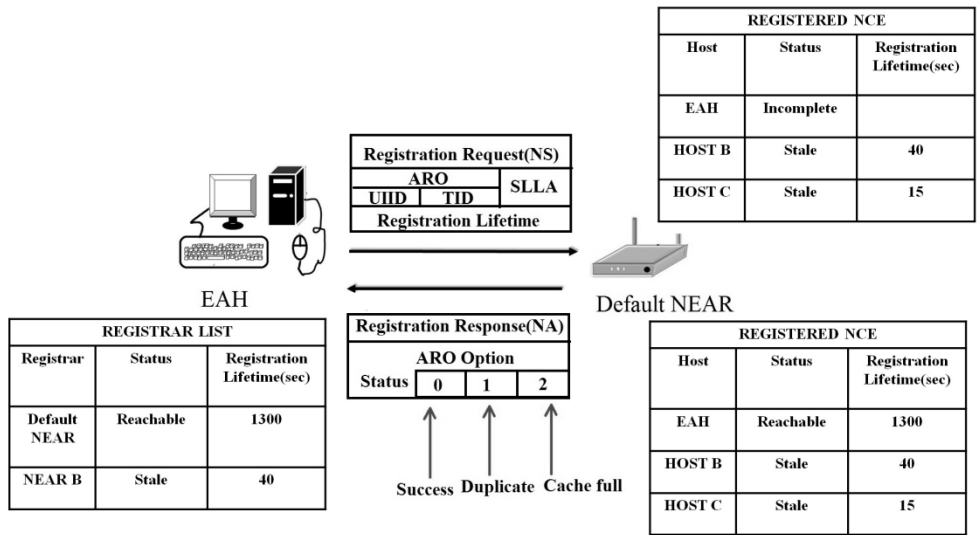 REGISTERED NCE
Host Status Registration Lifetime(sec)
EAH Incomplete
HOST B Stale 40
HOST C Stale 15
Registration Request(NS)
ARO SLLA
UIID TID
Registration Lifetime
EAH
Default NEAR
REGISTRAR LIST
Registrar Status Registration Lifetime(sec)
Default NEAR Reachable 1300
NEAR B Stale 40
Registration Response(NA)
ARO Option
Status 0 1 2
Success Duplicate Cache full
REGISTERED NCE
Host Status Registration Lifetime(sec)
EAH Reachable 1300
HOST B Stale 40
HOST C Stale 15